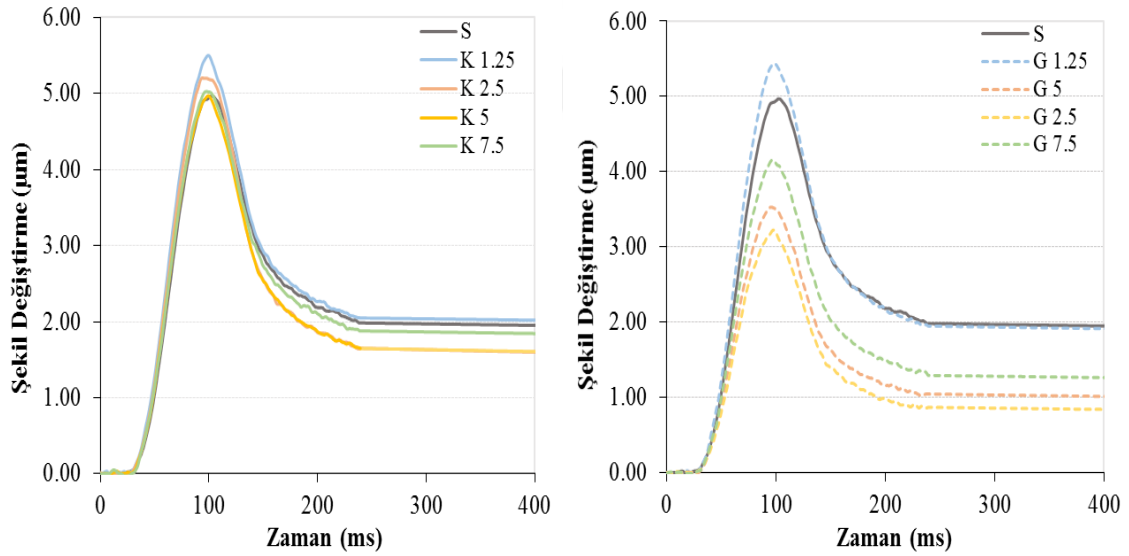 Şekil Değiştirme (µm)
6.00
5.00
4.00
3.00
2.00
1.00
0.00
0
100
200
300
400
Zaman (ms)
S
K 1.25
K 2.5
K 5
K 7.5
Şekil Değiştirme (µm)
6.00
5.00
4.00
3.00
2.00
1.00
0.00
0
100
200
300
400
Zaman (ms)
S
G 1.25
G 5
G 2.5
G 7.5